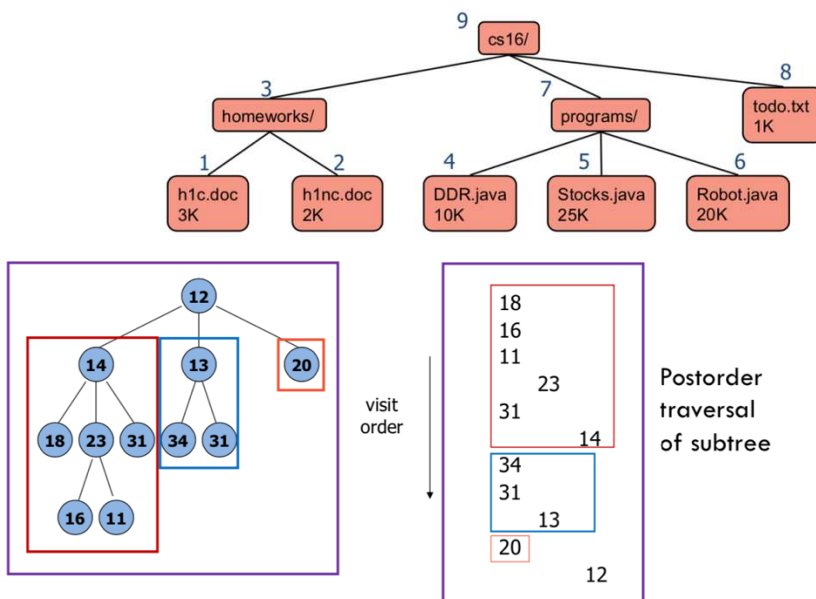 9
cs16/
3
7
8
homeworks/
programs/
todo.txt
1K
1
2
4
5
6
h1c.doc
3K
h1nc.doc
2K
DDR.java
10K
Stocks.java
25K
Robot.java
20K
12
14
13
20
18
23
31
34
31
16
11
visit
order
18
16
11
23
31
14
34
31
13
20
12
Postorder
traversal
of subtree